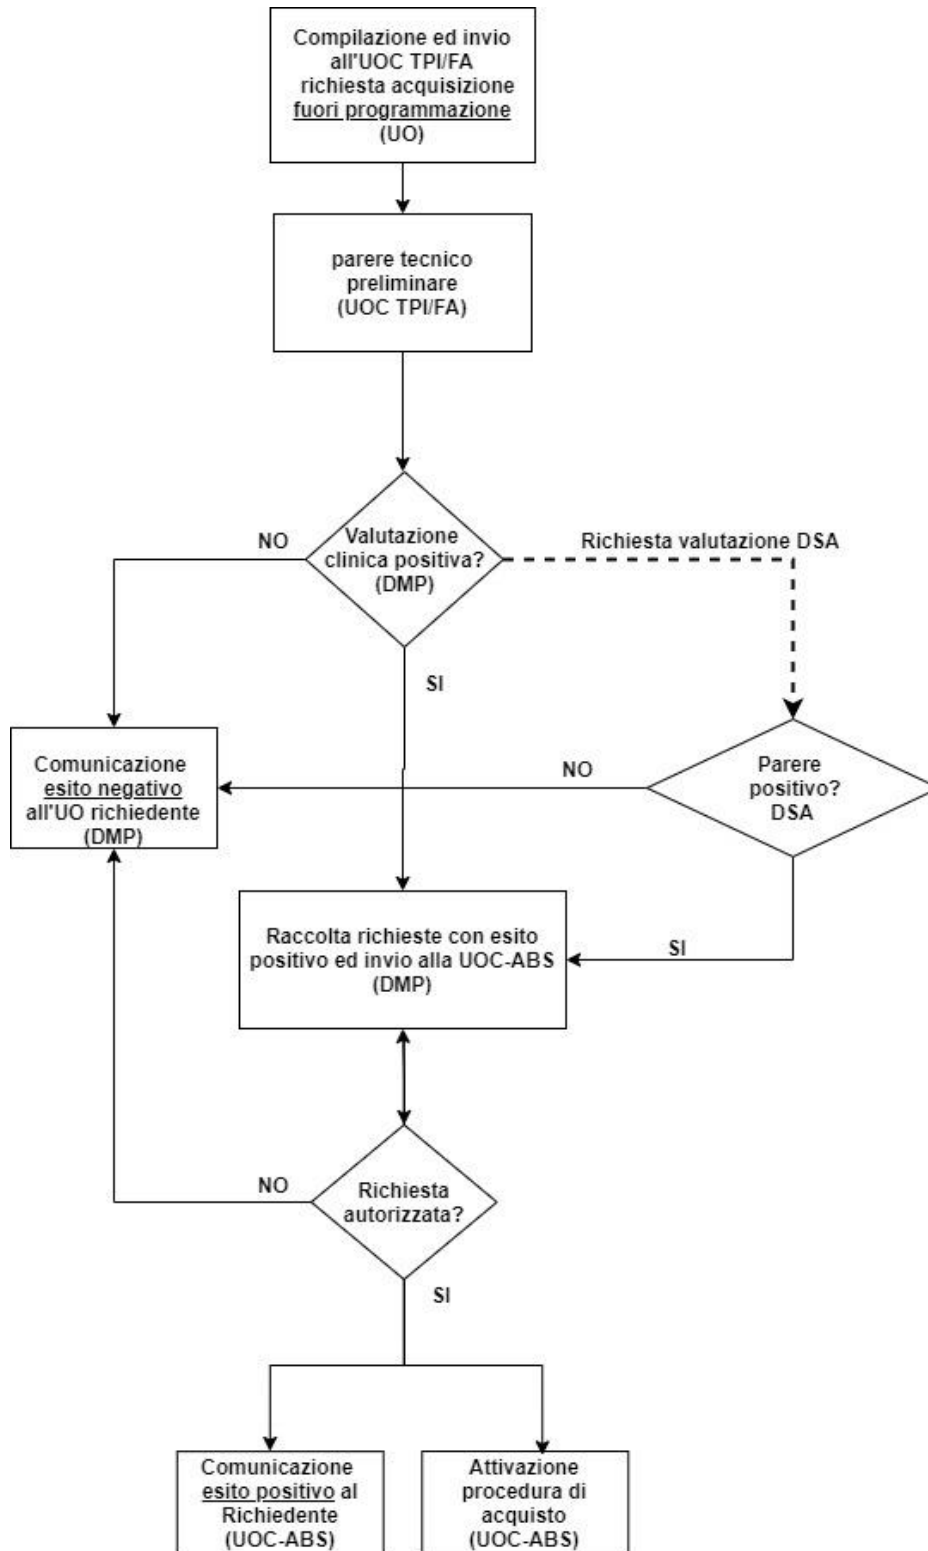 Compilazione ed invio
all'UOC TPI/FA
richiesta acquisizione
fuori programmazione
(UO)
parere tecnico
preliminare
(UOC TPI/FA)
NO
Valutazione
clinica positiva?
(DMP)
Richiesta valutazione DSA
SI
Comunicazione
esito negativo
all'UO richiedente
(DMP)
NO
Parere
positivo?
DSA
Raccolta richieste con esito
positivo ed invio alla UOC-ABS
(DMP)
SI
NO
Richiesta
autorizzata?
SI
Comunicazione
esito positivo al
Richiedente
(UOC-ABS)
Attivazione
procedura di
acquisto
(UOC-ABS)